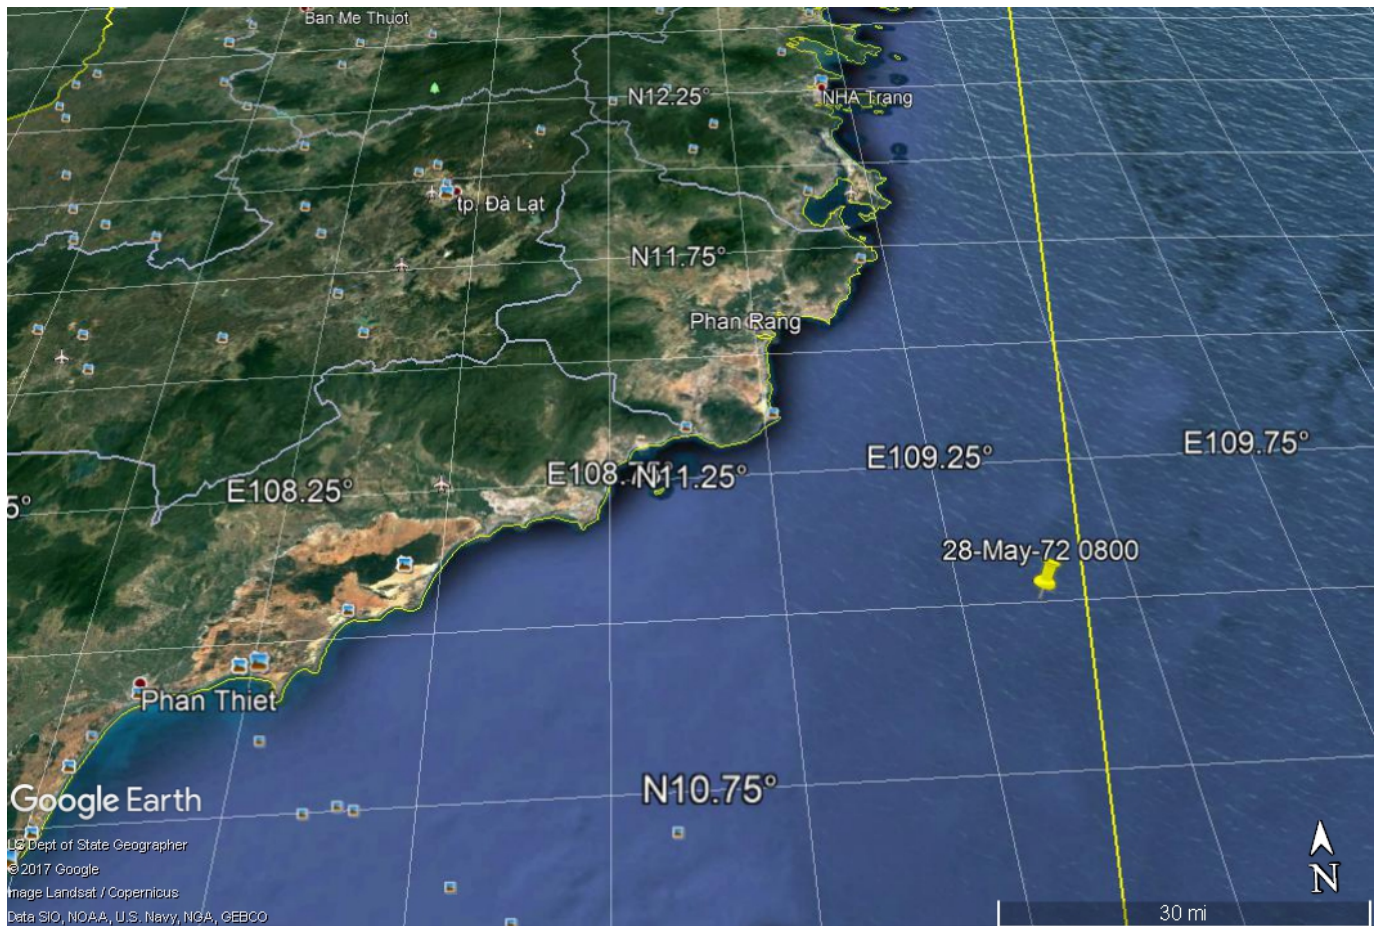 Ban Me Thuot
N12.25°
NHA Trang
tp. Đà Lạt
N11.75°
Phan Rang
E109.75°
E109.25°
E108.25°
N11.25°
5°
28-May-72 0800
Phan Thiet
N10.75°
Google Earth
US Dept of State Geographer
© 2017 Google
Image Landsat / Copernicus
Data SIO, NOAA, U.S. Navy, NGA, GEBCO
N
30 mi